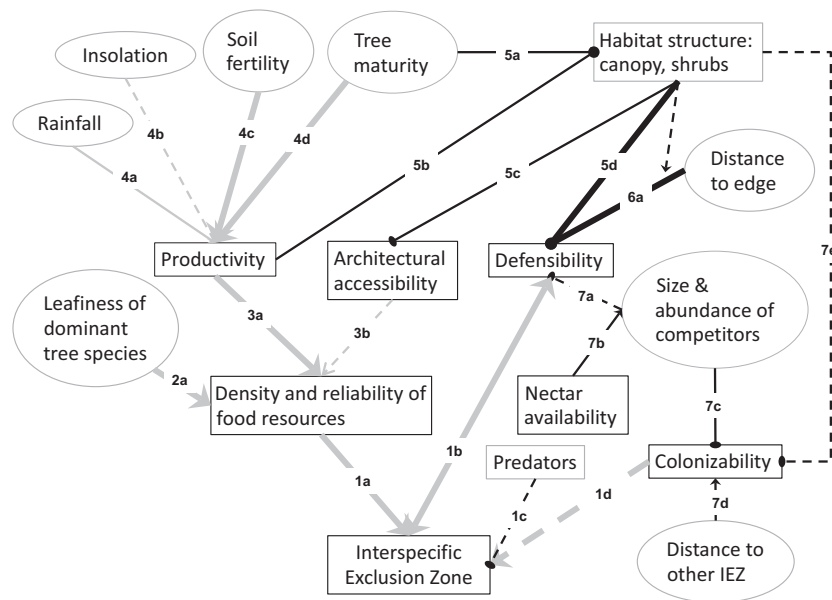 Insolation
Soil
fertility
Tree
maturity
5a
Habitat structure:
canopy, shrubs
Rainfall
4b
4c
4d
4a
5b
5c
5d
6a
Distance
to edge
Productivity
Architectural
accessibility
Defensibility
7e
Leafiness of
dominant
tree species
3a
3b
7a
7b
Size &
abundance of
competitors
2a
Density and reliability of
food resources
Nectar
availability
7c
1a
1b
Predators
Colonizability
1c
1d
7d
Interspecific
Exclusion Zone
Distance to
other IEZ